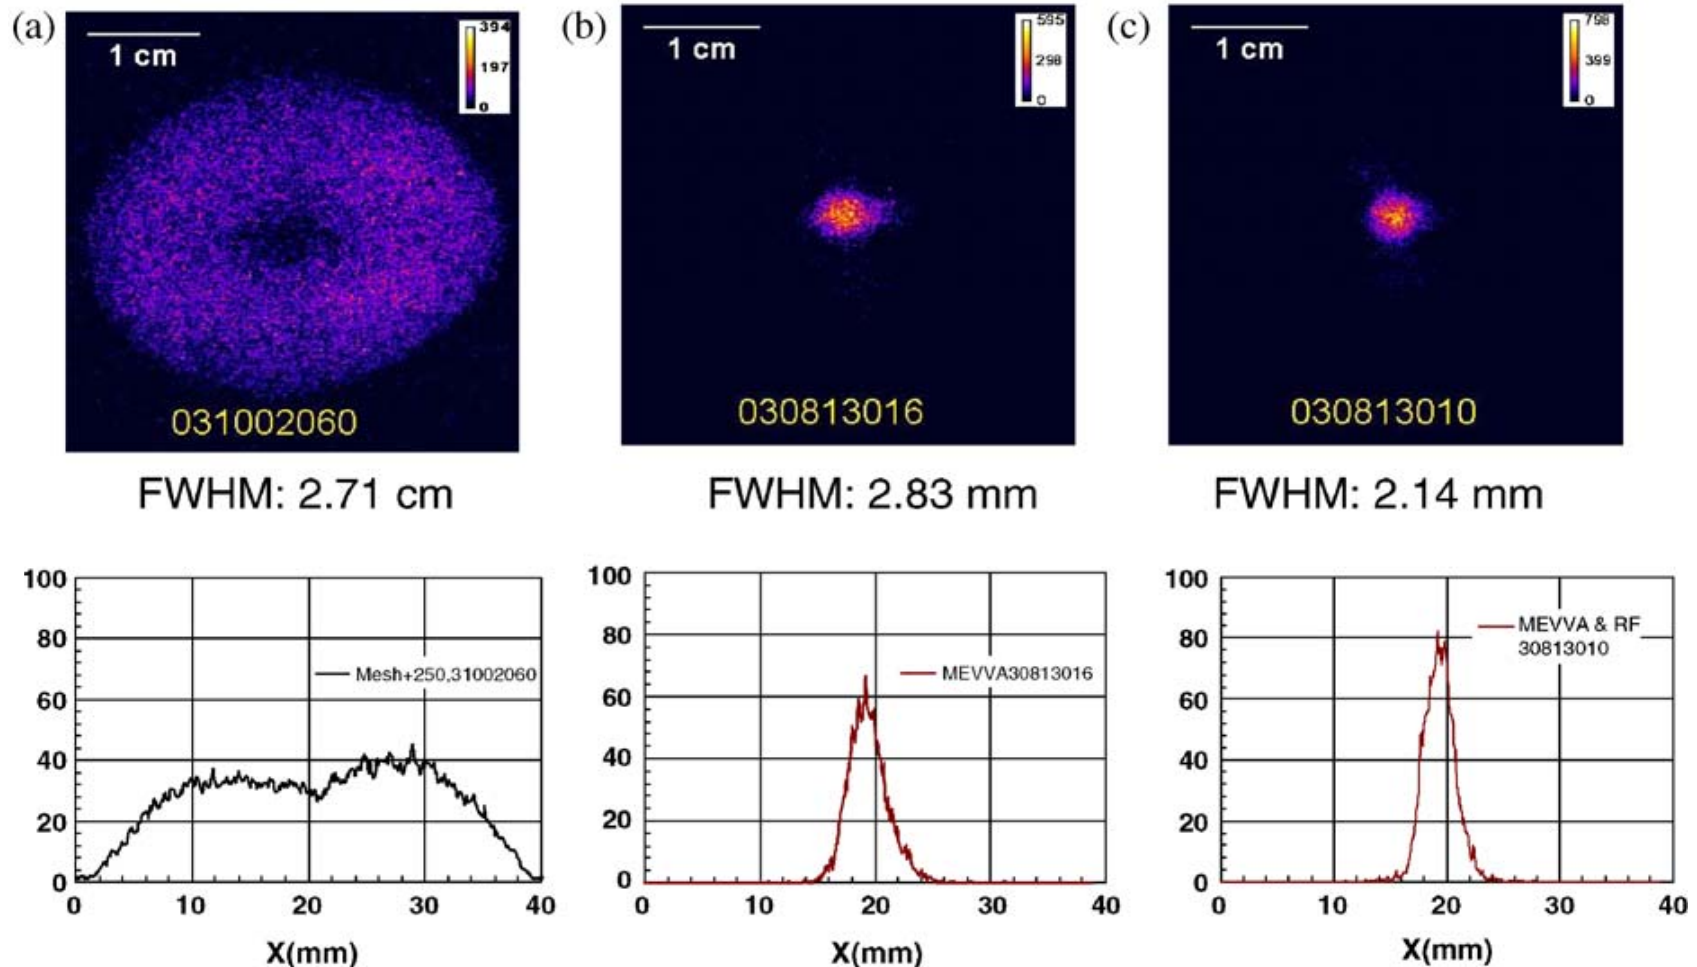 (a)
1 cm
394
197
0
031002060
FWHM: 2.71 cm
(b)
1 cm
595
298
0
030813016
FWHM: 2.83 mm
(c)
1 cm
798
399
0
030813010
FWHM: 2.14 mm
100
80
60
40
20
0
Mesh+250,31002060
0 10 20 30 40
X(mm)
100
80
60
40
20
0
MEVVA30813016
0 10 20 30 40
X(mm)
100
80
60
40
20
0
MEVVA & RF
30813010
0 10 20 30 40
X(mm)